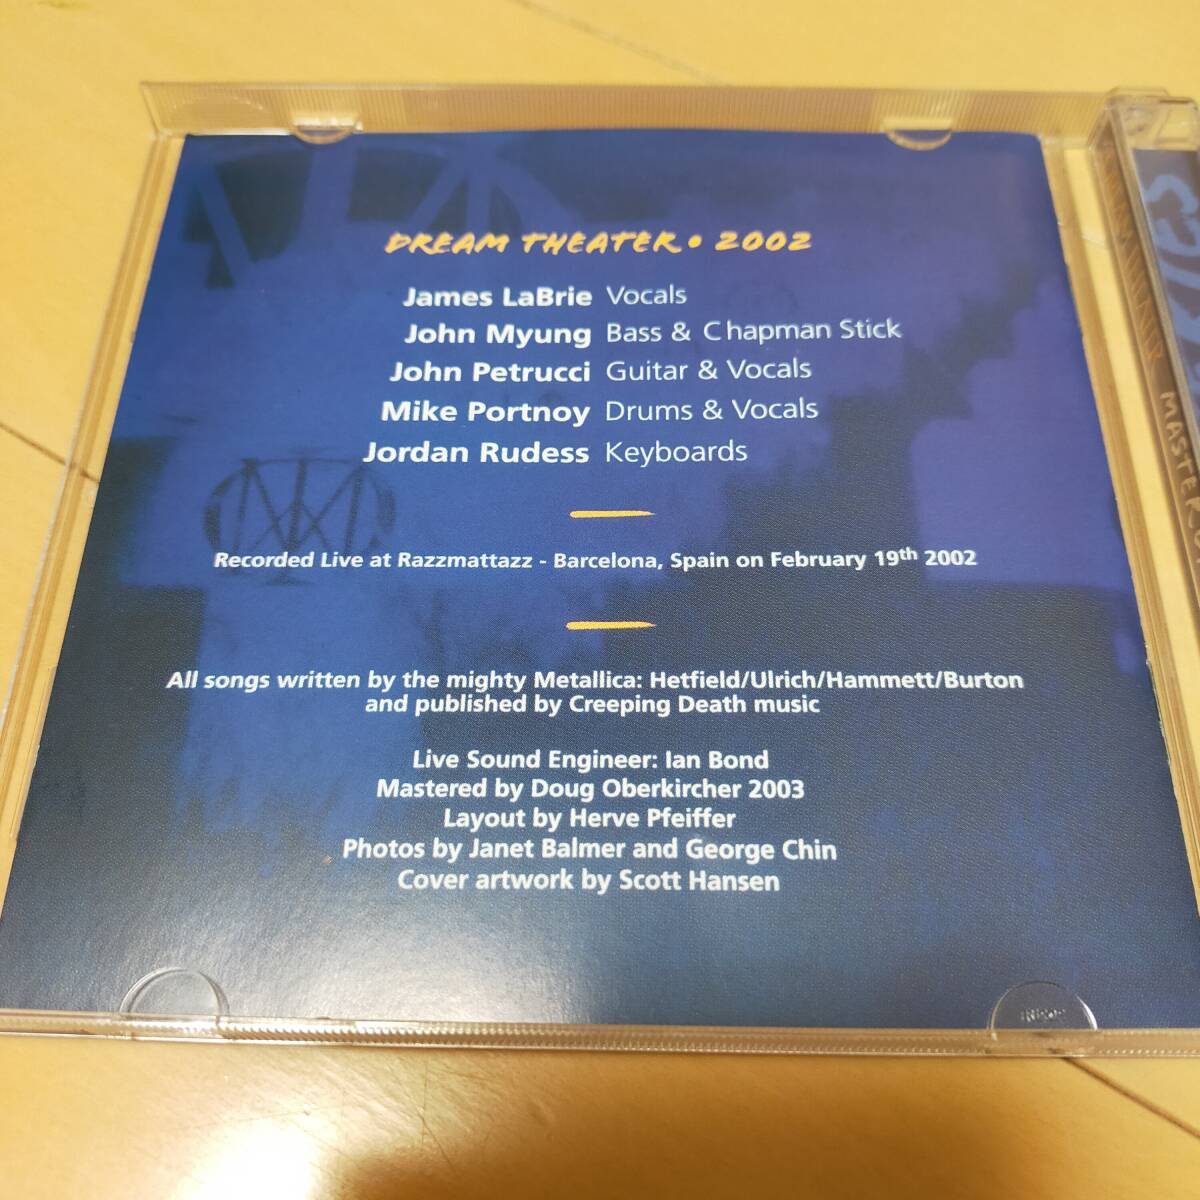 DREAM THEATER • 2002
James LaBrie Vocals
John Myung Bass & Chapman Stick
John Petrucci Guitar & Vocals
Mike Portnoy Drums & Vocals
Jordan Rudess Keyboards
Recorded Live at Razzmattazz - Barcelona, Spain on February 19th 2002
All songs written by the mighty Metallica: Hetfield/Ulrich/Hammett/Burton
and published by Creeping Death music
Live Sound Engineer: Ian Bond
Mastered by Doug Oberkircher 2003
Layout by Herve Pfeiffer
Photos by Janet Balmer and George Chin
Cover artwork by Scott Hansen
MASTER OF